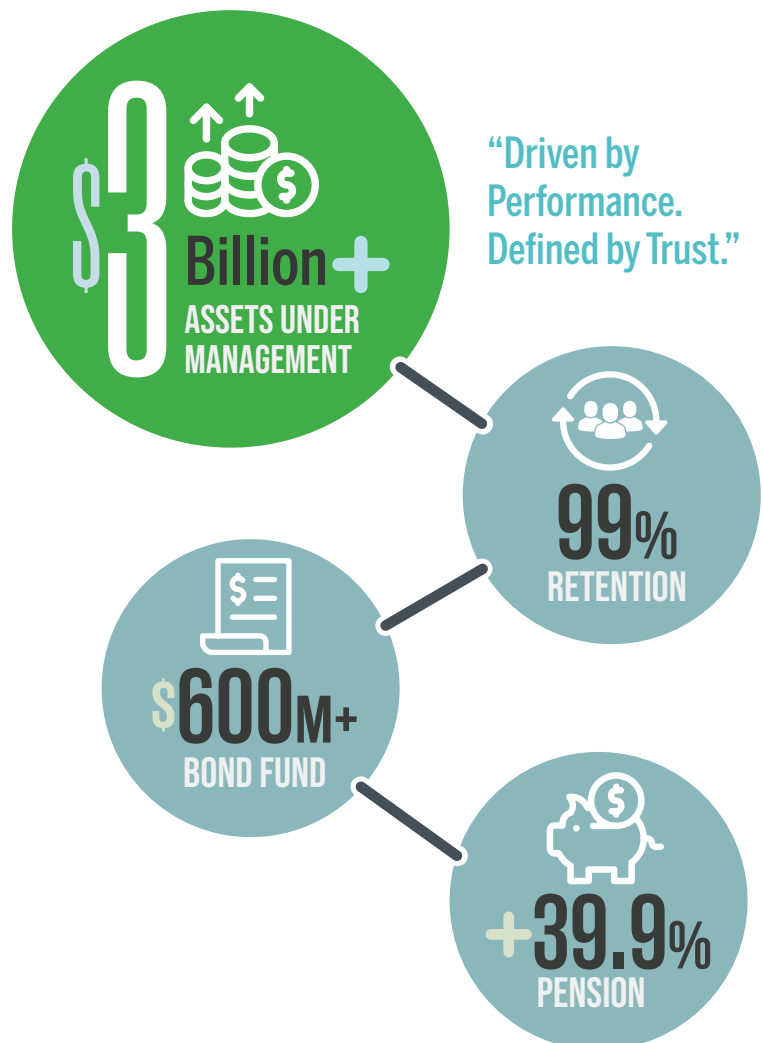 $3
Billion+
ASSETS UNDER
MANAGEMENT
“Driven by
Performance.
Defined by Trust.”
99%
RETENTION
$600M+
BOND FUND
+39.9%
PENSION